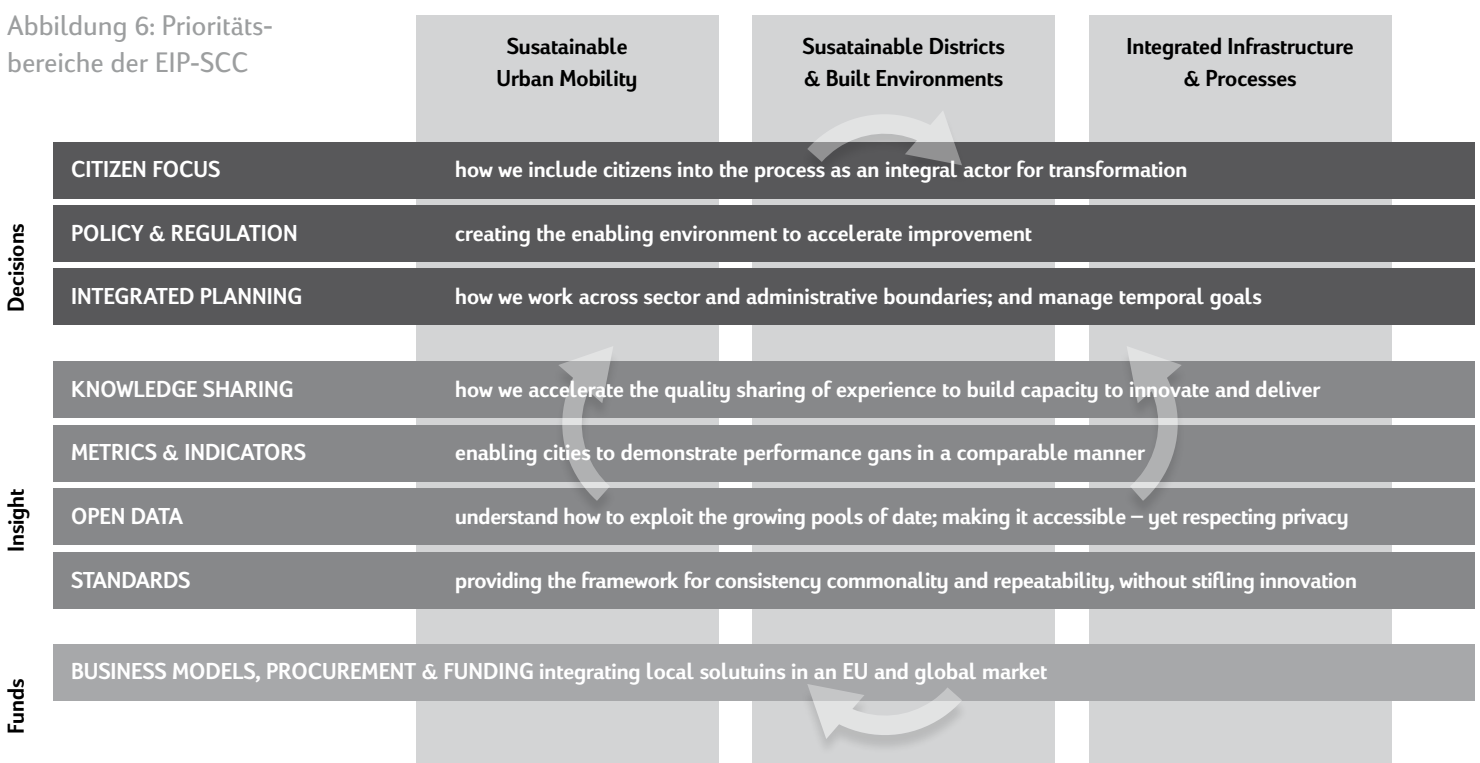 Abbildung 6: Prioritäts-
bereiche der EIP-SCC
Susatainable
Urban Mobility
Susatainable Districts
& Built Environments
Integrated Infrastructure
& Processes
Decisions
CITIZEN FOCUS how we include citizens into the process as an integral actor for transformation
POLICY & REGULATION creating the enabling environment to accelerate improvement
INTEGRATED PLANNING how we work across sector and administrative boundaries; and manage temporal goals
Insight
KNOWLEDGE SHARING how we accelerate the quality sharing of experience to build capacity to innovate and deliver
METRICS & INDICATORS enabling cities to demonstrate performance gans in a comparable manner
OPEN DATA understand how to exploit the growing pools of date; making it accessible – yet respecting privacy
STANDARDS providing the framework for consistency commonality and repeatability, without stifling innovation
Funds
BUSINESS MODELS, PROCUREMENT & FUNDING integrating local solutuins in an EU and global market